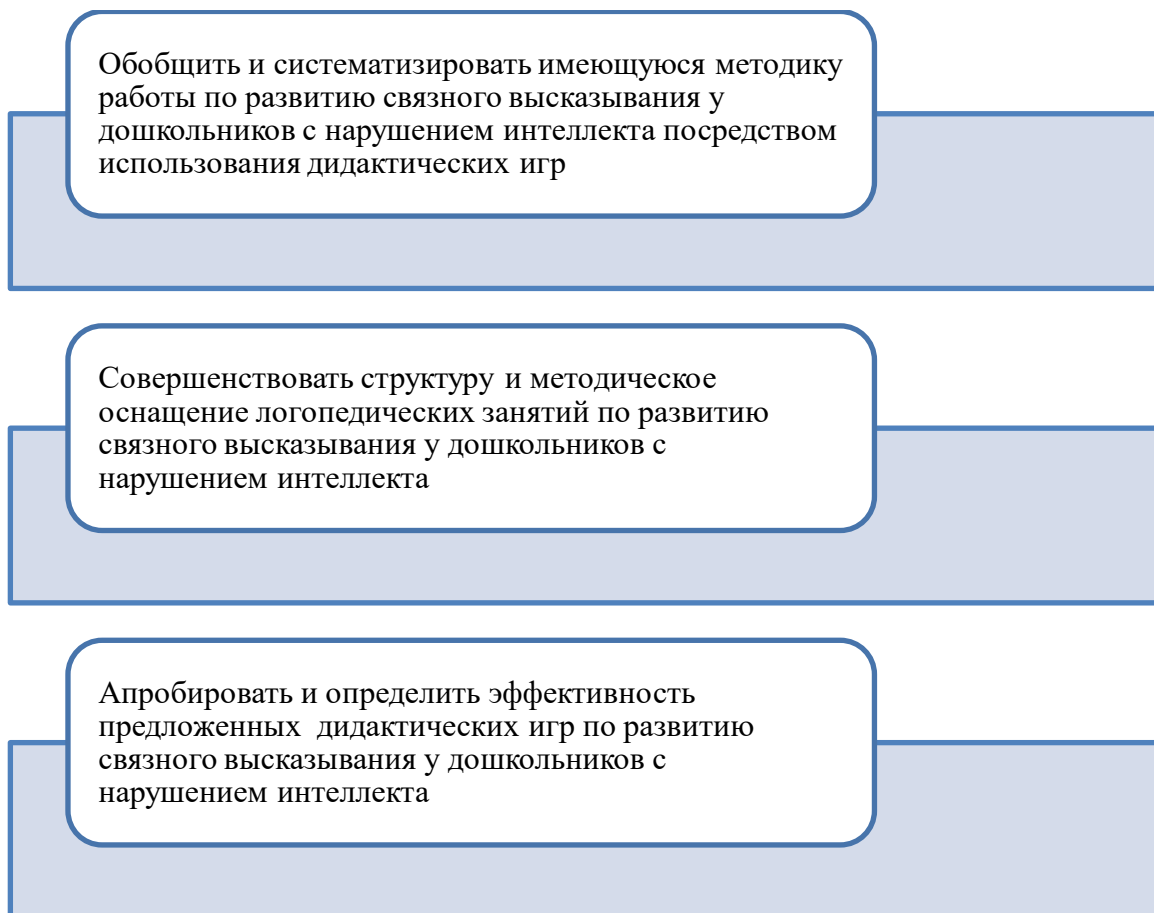 Обобщить и систематизировать имеющуюся методику
работы по развитию связного высказывания у
дошкольников с нарушением интеллекта посредством
использования дидактических игр
Совершенствовать структуру и методическое
оснащение логопедических занятий по развитию
связного высказывания у дошкольников с
нарушением интеллекта
Апробировать и определить эффективность
предложенных дидактических игр по развитию
связного высказывания у дошкольников с
нарушением интеллекта